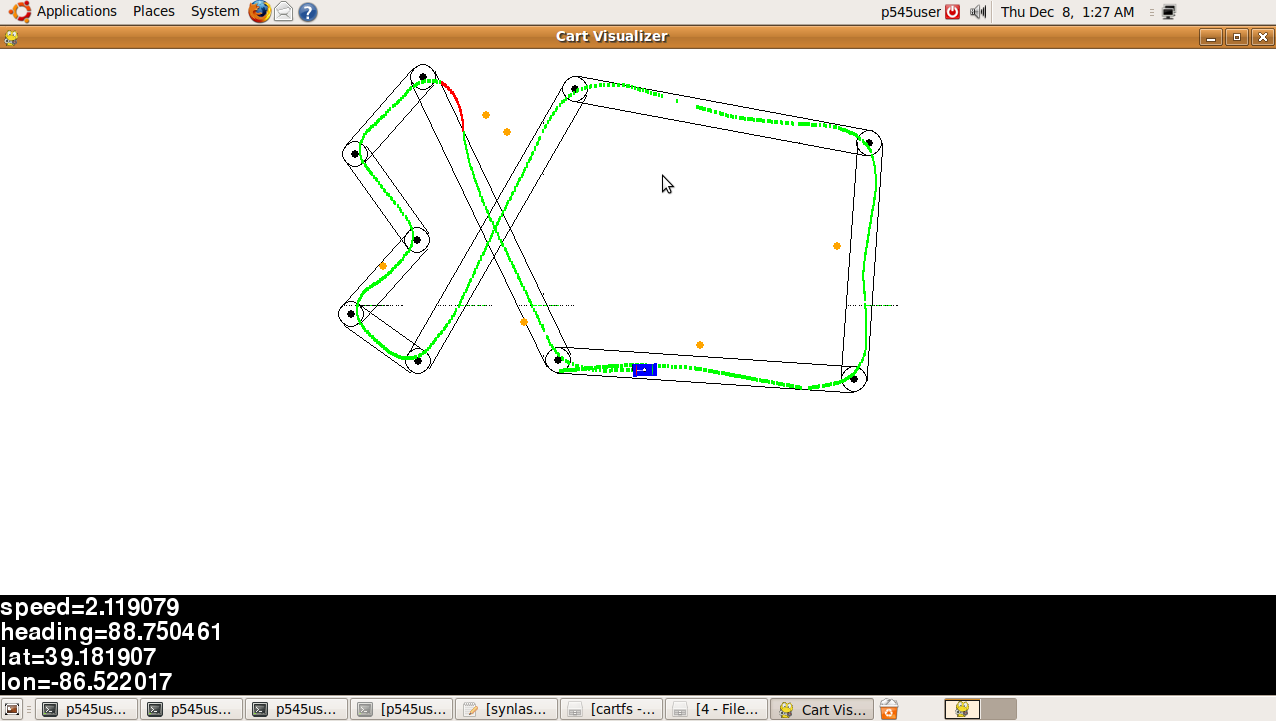 Applications Places System p545user Thu Dec 8, 1:27 AM
Cart Visualizer
speed=2.119079
heading=88.750461
lat=39.181907
lon=-86.522017
p545us... p545us... p545us... [p545us... [synlas... [cartfs -... [4 - File... Cart Vis...